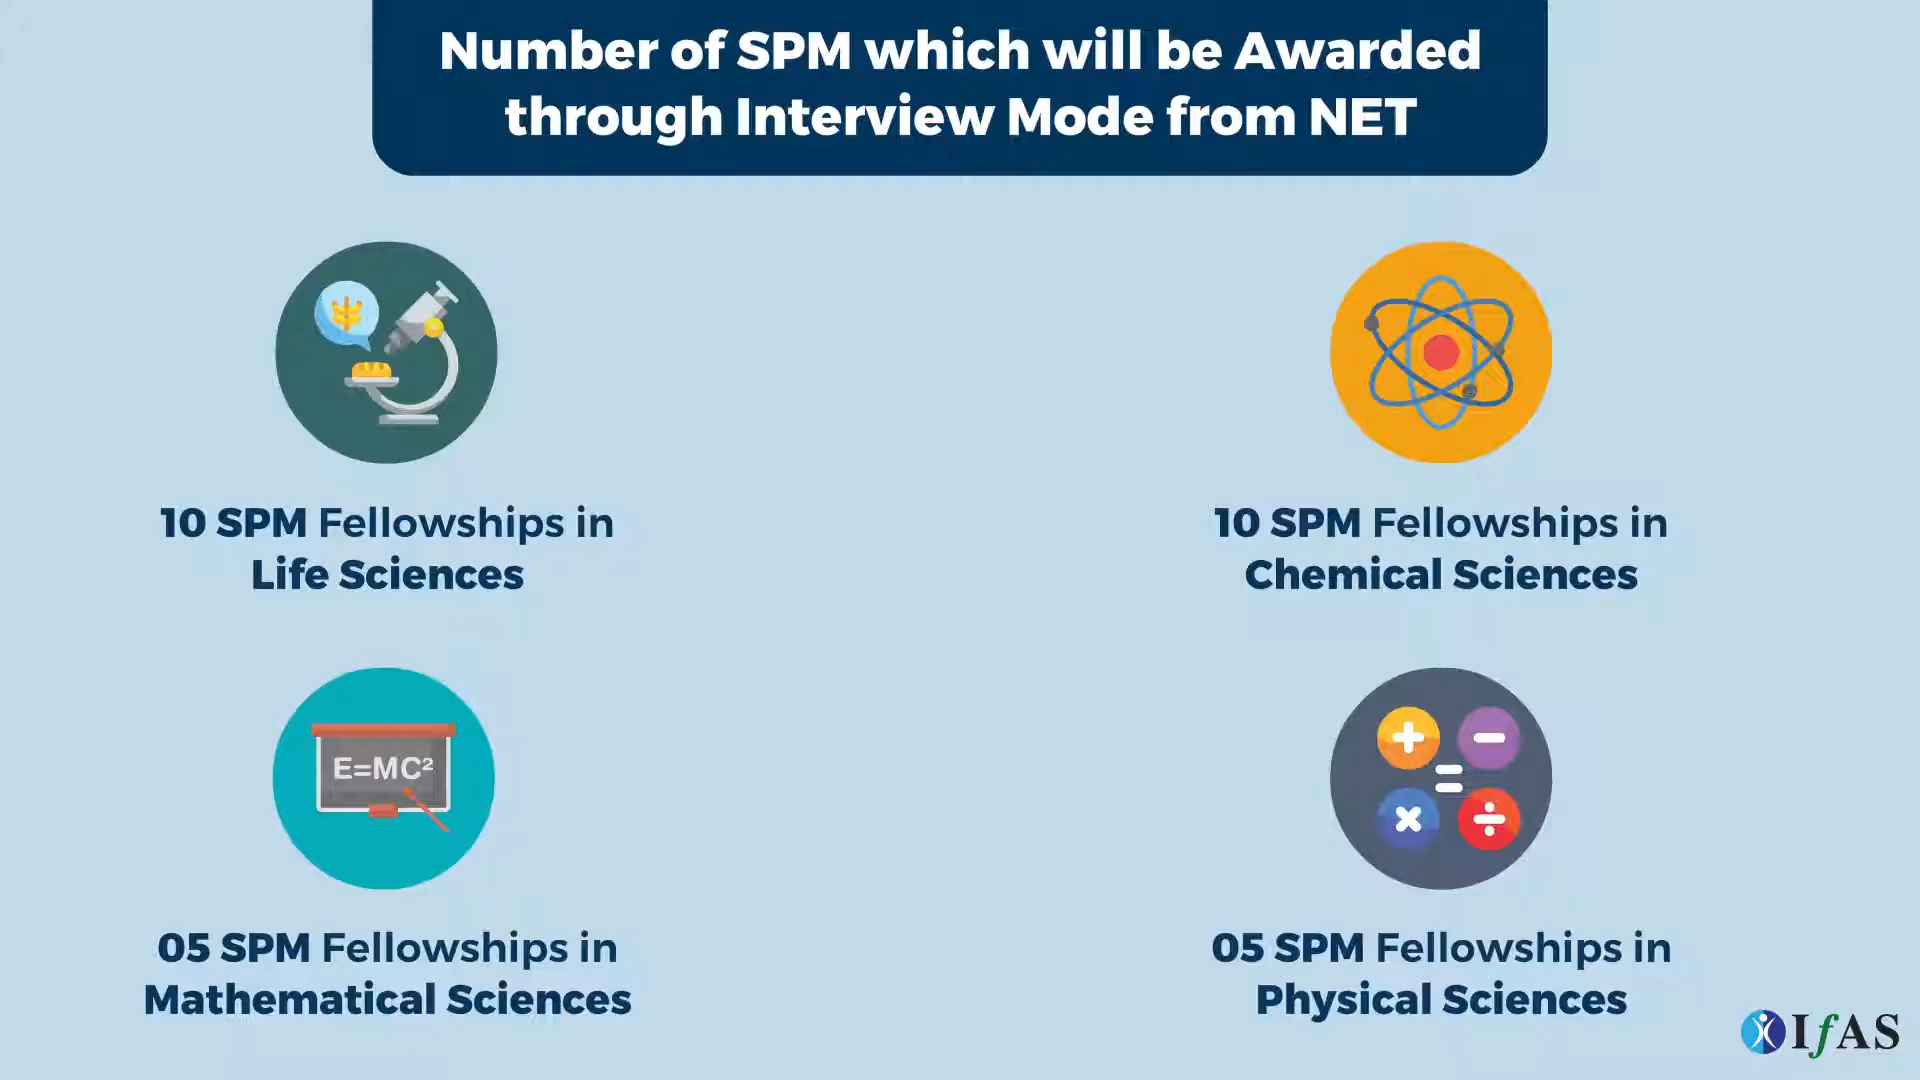 Number of SPM which will be Awarded
through Interview Mode from NET
10 SPM Fellowships in
Life Sciences
10 SPM Fellowships in
Chemical Sciences
E=MC²
05 SPM Fellowships in
Mathematical Sciences
+ −
=
× ÷
05 SPM Fellowships in
Physical Sciences
IfAS